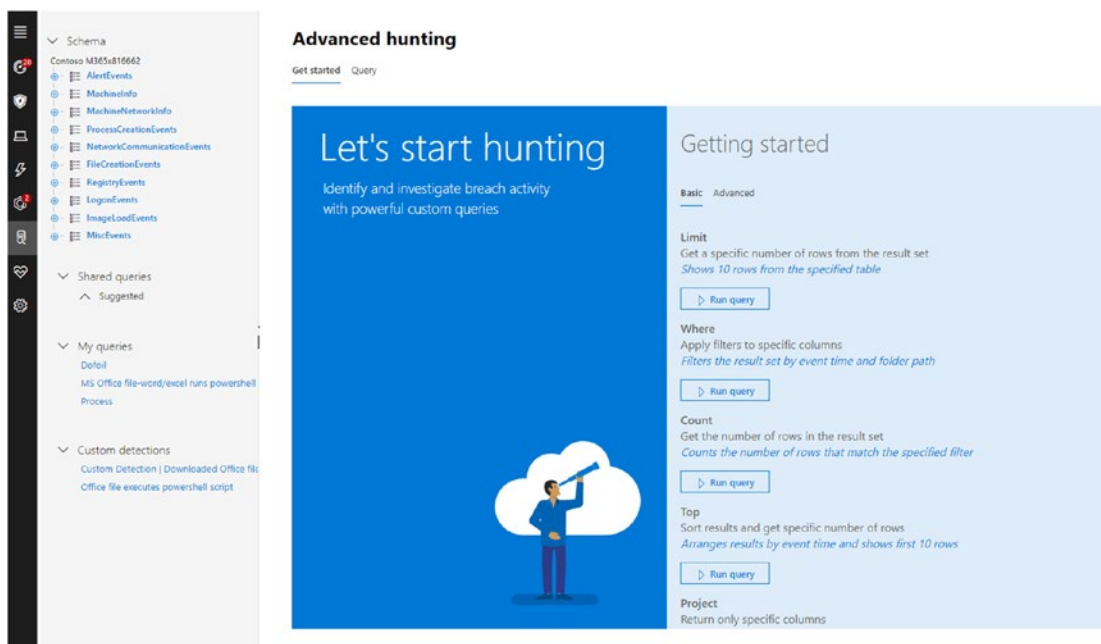 20
2
Schema
Contoso M365x816662
AlertEvents
MachineInfo
MachineNetworkInfo
ProcessCreationEvents
NetworkCommunicationEvents
FileCreationEvents
RegistryEvents
LogonEvents
ImageLoadEvents
MiscEvents
Shared queries
Suggested
My queries
Dofoil
MS Office file-word/excel runs powershell
Process
Custom detections
Custom Detection | Downloaded Office file
Office file executes powershell script
Advanced hunting
Get started Query
Let's start hunting
Identify and investigate breach activity
with powerful custom queries
Getting started
Basic Advanced
Limit
Get a specific number of rows from the result set
Shows 10 rows from the specified table
Run query
Where
Apply filters to specific columns
Filters the result set by event time and folder path
Run query
Count
Get the number of rows in the result set
Counts the number of rows that match the specified filter
Run query
Top
Sort results and get specific number of rows
Arranges results by event time and shows first 10 rows
Run query
Project
Return only specific columns